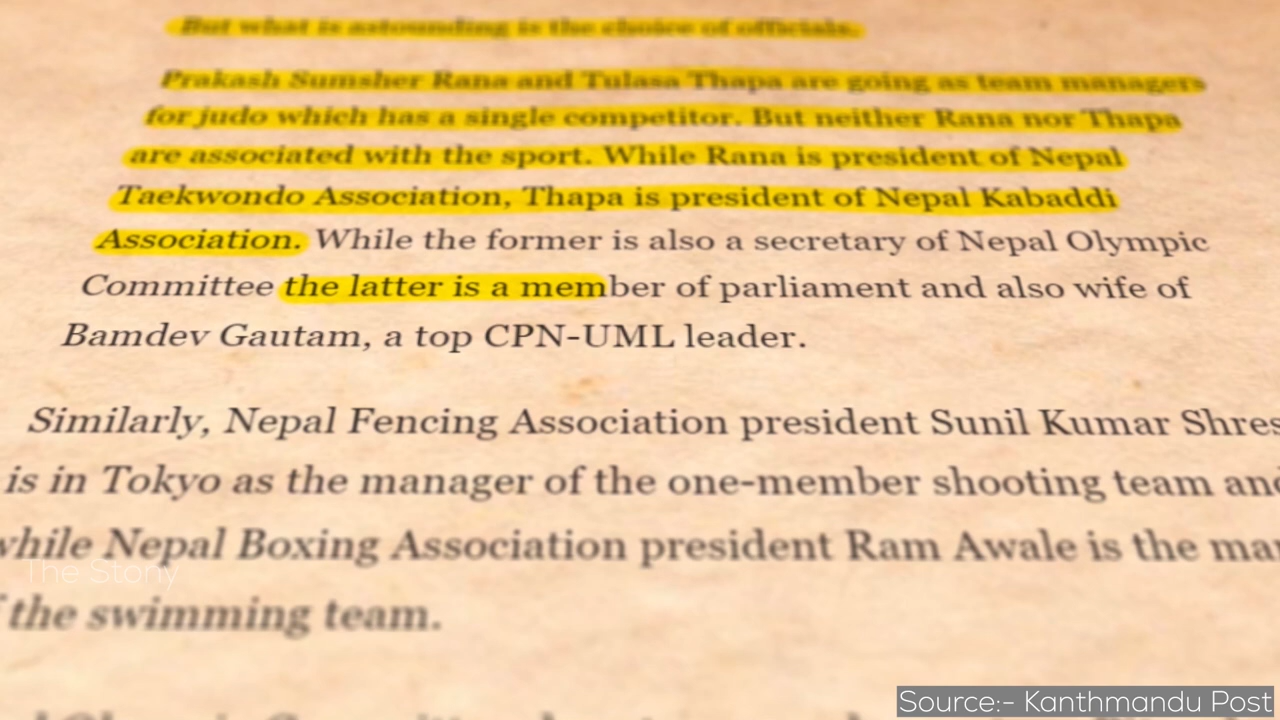 But what is astounding is the choice of officials.
Prakash Sumsher Rana and Tulasa Thapa are going as team managers
for judo which has a single competitor. But neither Rana nor Thapa
are associated with the sport. While Rana is president of Nepal
Taekwondo Association, Thapa is president of Nepal Kabaddi
Association. While the former is also a secretary of Nepal Olympic
Committee the latter is a member of parliament and also wife of
Bamdev Gautam, a top CPN-UML leader.
Similarly, Nepal Fencing Association president Sunil Kumar Shres
is in Tokyo as the manager of the one-member shooting team and
while Nepal Boxing Association president Ram Awale is the ma
the swimming team.
The Stony
Source:- Kanthmandu Post